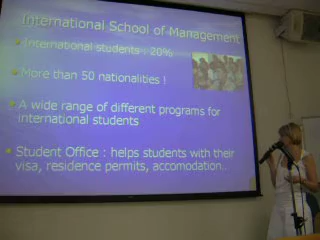 International School of Management
International students : 20%
More than 50 nationalities !
A wide range of different programs for
international students
Student Office : helps students with their
visa, residence permits, accomodation..